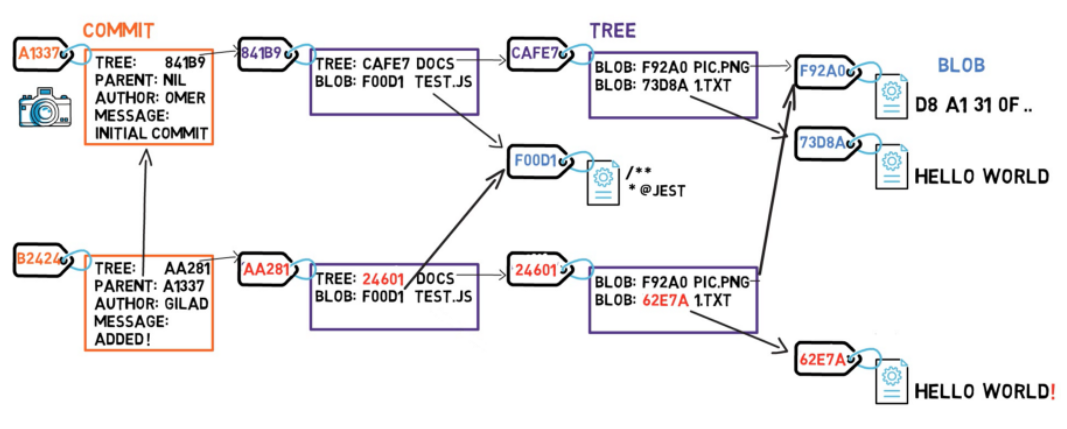 COMMIT
TREE
A1337
TREE: 841B9
PARENT: NIL
AUTHOR: OMER
MESSAGE:
INITIAL COMMIT
841B9
TREE: CAFE7 DOCS
BLOB: F00D1 TEST.JS
CAFE7
BLOB: F92A0 PIC.PNG
BLOB: 73D8A 1.TXT
F92A0
BLOB
D8 A1 31 0F ..
73D8A
HELLO WORLD
F00D1
/**
* @JEST
B2424
TREE: AA281
PARENT: A1337
AUTHOR: GILAD
MESSAGE:
ADDED!
AA281
TREE: 24601 DOCS
BLOB: F00D1 TEST.JS
24601
BLOB: F92A0 PIC.PNG
BLOB: 62E7A 1.TXT
62E7A
HELLO WORLD!